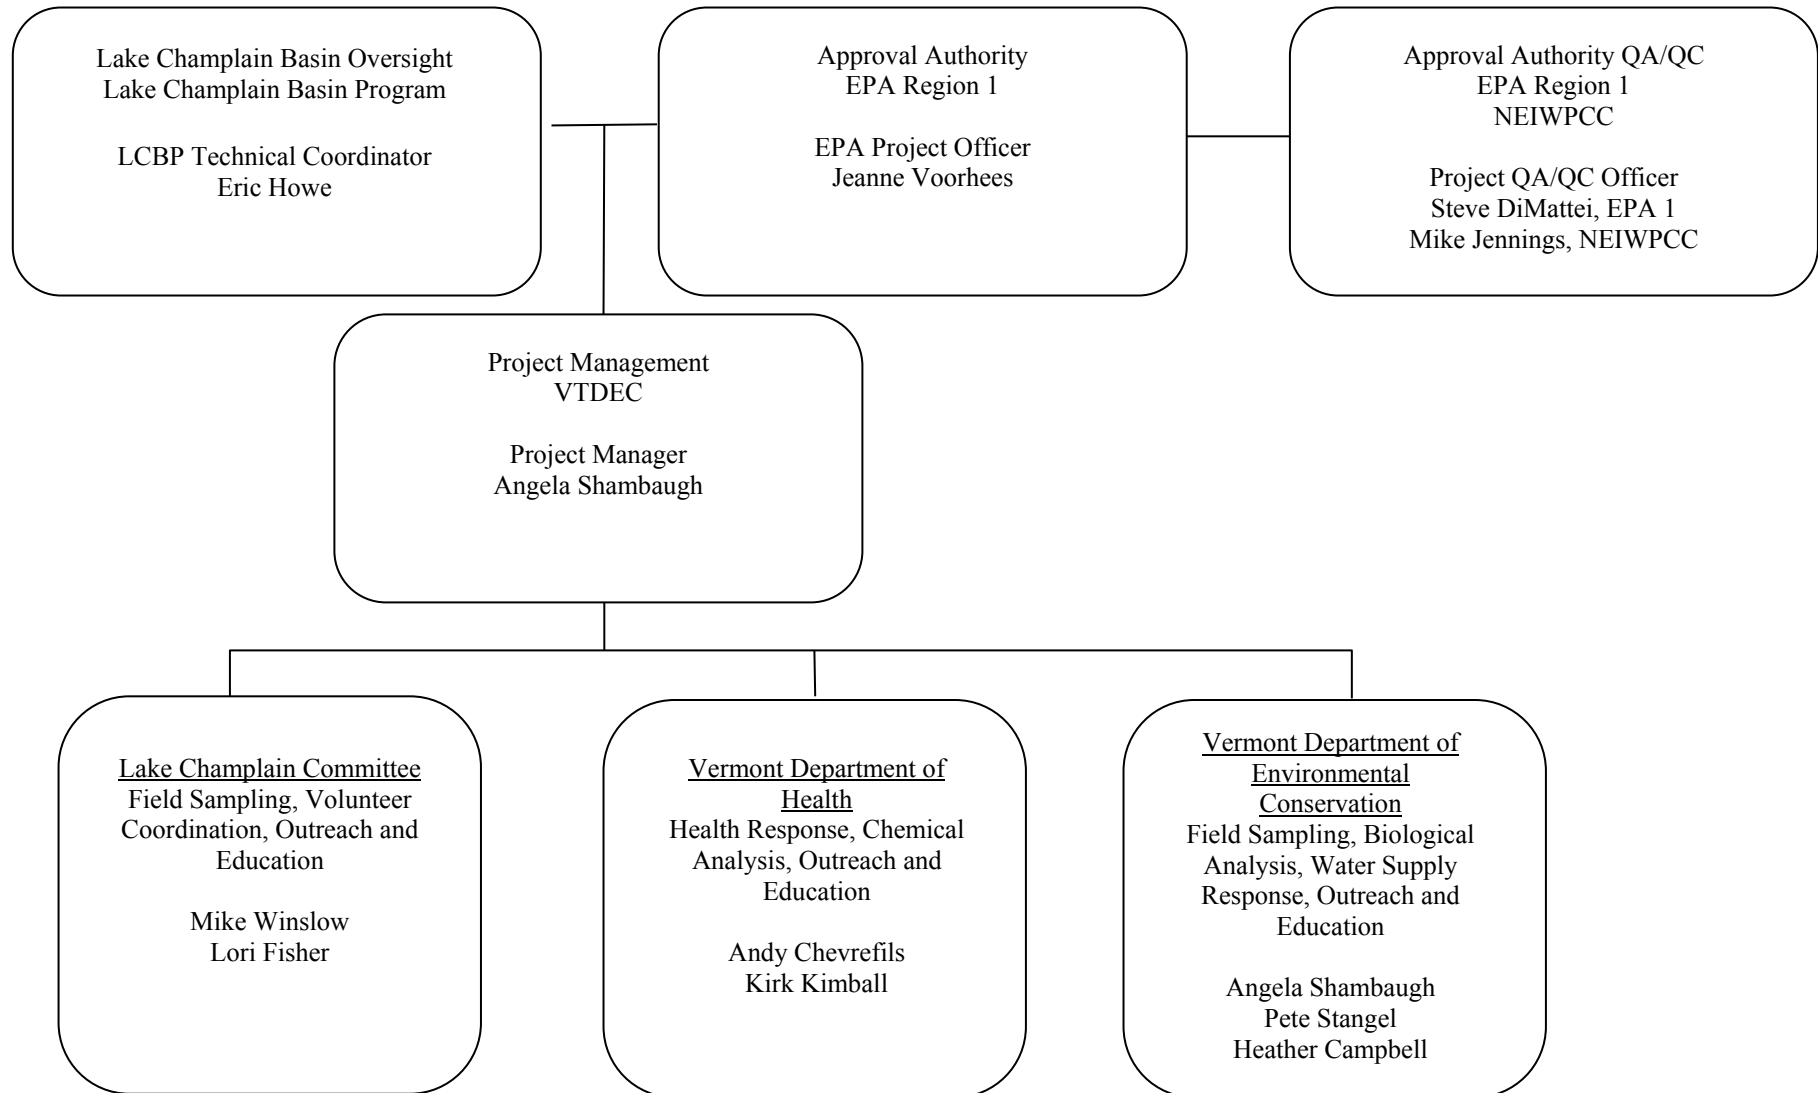 Lake Champlain Basin Oversight
Lake Champlain Basin Program
LCBP Technical Coordinator
Eric Howe
Approval Authority
EPA Region 1
EPA Project Officer
Jeanne Voorhees
Approval Authority QA/QC
EPA Region 1
NEIWPCC
Project QA/QC Officer
Steve DiMattei, EPA 1
Mike Jennings, NEIWPCC
Project Management
VTDEC
Project Manager
Angela Shambaugh
Lake Champlain Committee
Field Sampling, Volunteer
Coordination, Outreach and
Education
Mike Winslow
Lori Fisher
Vermont Department of
Health
Health Response, Chemical
Analysis, Outreach and
Education
Andy Chevrefils
Kirk Kimball
Vermont Department of
Environmental
Conservation
Field Sampling, Biological
Analysis, Water Supply
Response, Outreach and
Education
Angela Shambaugh
Pete Stangel
Heather Campbell